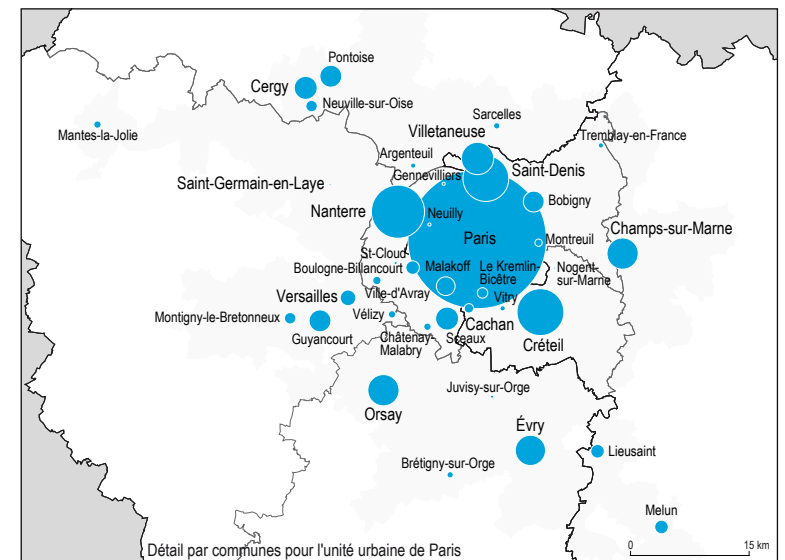 Pontoise
Cergy
Neuville-sur-Oise
Mantes-la-Jolie
Sarcelles
Villetaneuse
Tremblay-en-France
Argenteuil
Gennevilliers
Saint-Denis
Saint-Germain-en-Laye
Bobigny
Nanterre
Neuilly
Champs-sur-Marne
Paris
Montreuil
St-Cloud
Boulogne-Billancourt
Malakoff
Le Kremlin-
Bicêtre
Nogent-
sur-Marne
Ville-d'Avray
Versailles
Vitry
Montigny-le-Bretonneux
Vélizy
Cachan
Guyancourt
Châtenay-
Malabry
Sceaux
Créteil
Juvisy-sur-Orge
Orsay
Évry
Lieusaint
Brétigny-sur-Orge
Melun
0 15 km
Détail par communes pour l'unité urbaine de Paris